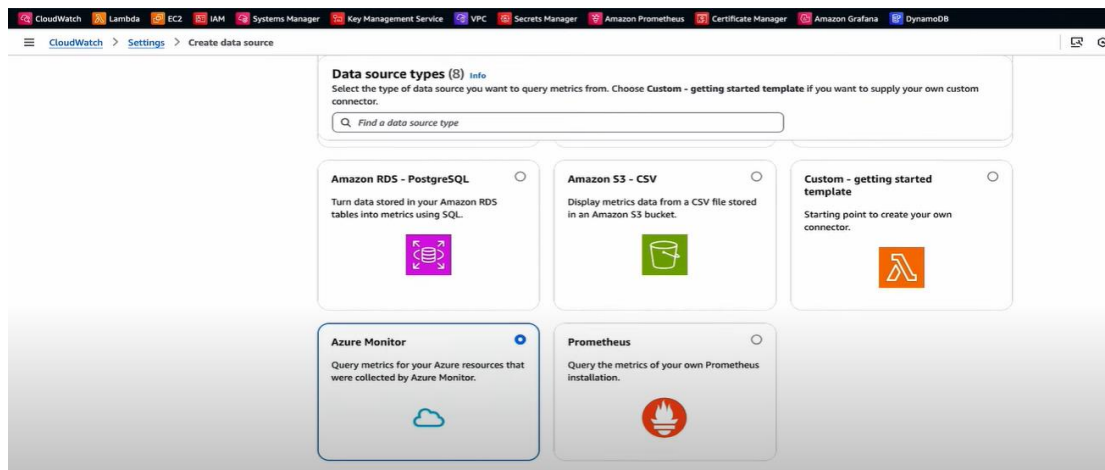 CloudWatch Lambda EC2 IAM Systems Manager Key Management Service VPC Secrets Manager Amazon Prometheus Certificate Manager Amazon Grafana DynamoDB
CloudWatch > Settings > Create data source
Data source types (8) Info
Select the type of data source you want to query metrics from. Choose Custom - getting started template if you want to supply your own custom
connector.
Find a data source type
Amazon RDS - PostgreSQL
Turn data stored in your Amazon RDS
tables into metrics using SQL.
Amazon S3 - CSV
Display metrics data from a CSV file stored
in an Amazon S3 bucket.
Custom - getting started
template
Starting point to create your own
connector.
Azure Monitor
Query metrics for your Azure resources that
were collected by Azure Monitor.
Prometheus
Query the metrics of your own Prometheus
installation.